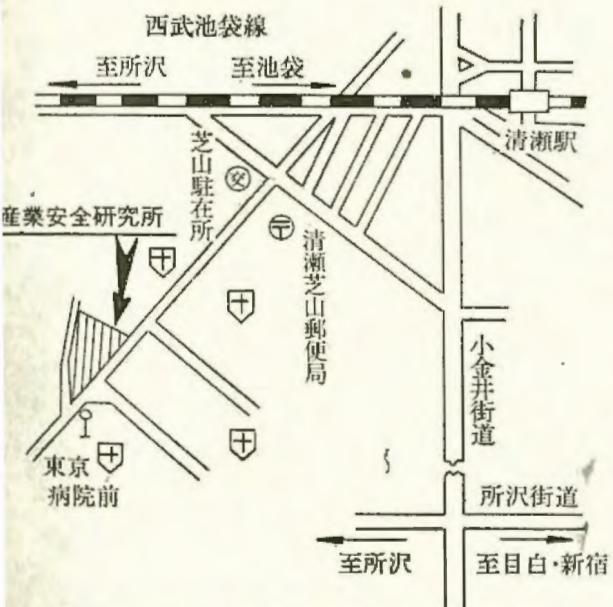 西武池袋線
至所沢
至池袋
清瀬駅
芝山駐在所
交
産業安全研究所
〒
清瀬芝山郵便局
小金井街道
東京
病院前
所沢街道
至所沢
至目白・新宿